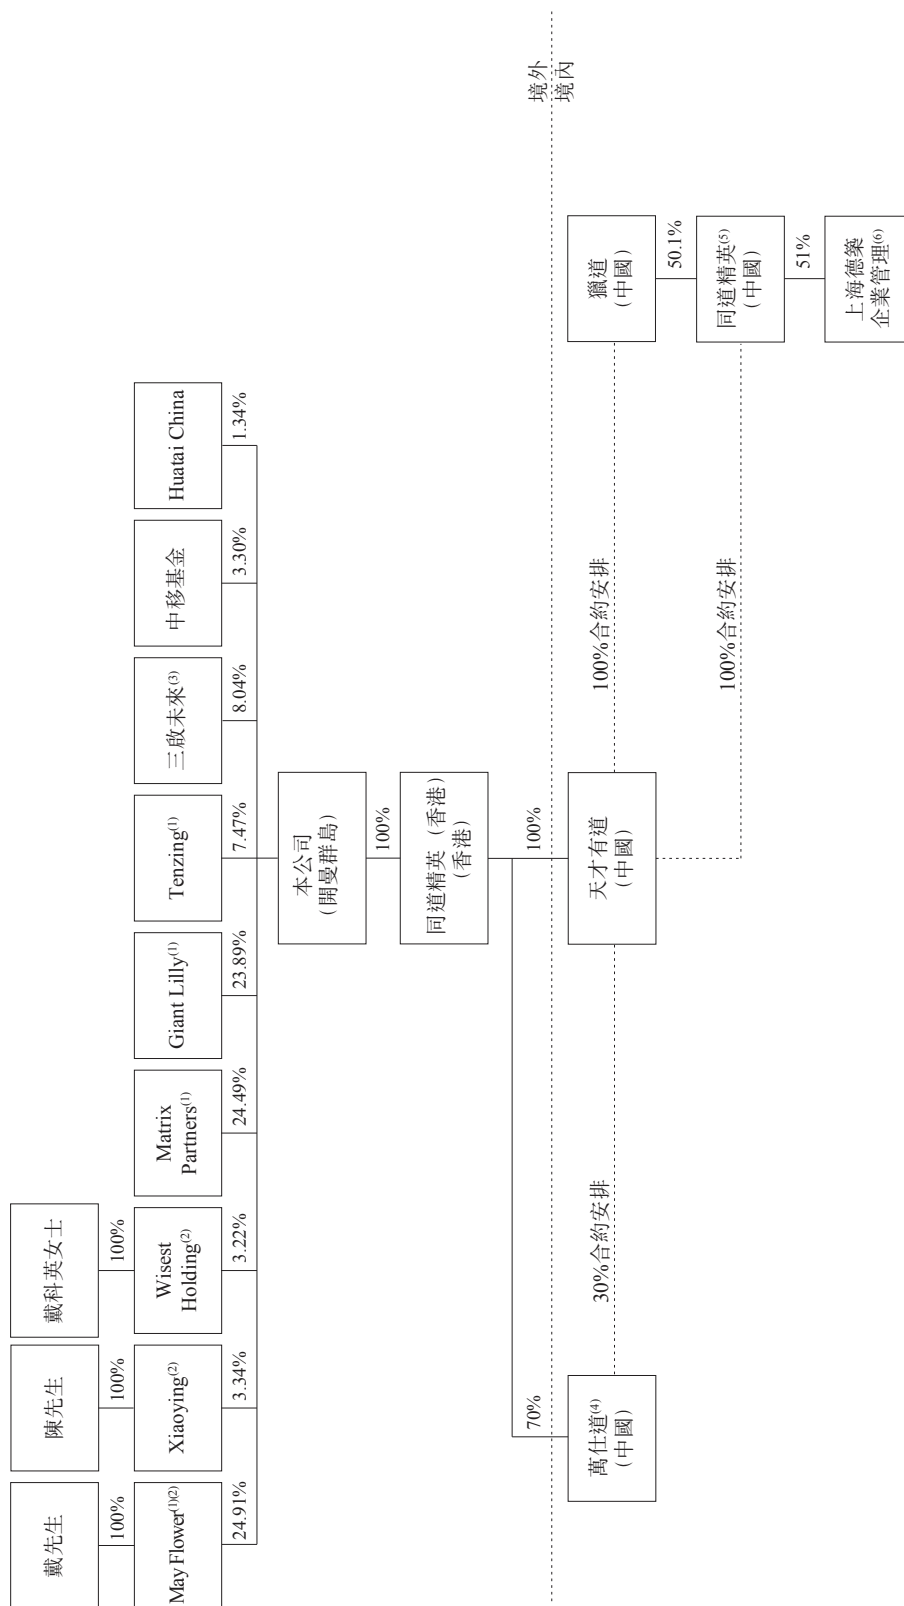 戴先生
陳先生
戴科英女士
100%
100%
100%
May Flower(1)(2)
Xiaoying(2)
Wisest
Holding(2)
Matrix
Partners(1)
Giant Lilly(1)
Tenzing(1)
三啟未來(3)
中移基金
Huatai China
24.91%
3.34%
3.22%
24.49%
23.89%
7.47%
8.04%
3.30%
1.34%
本公司
（開曼群島）
100%
同道精英（香港）
（香港）
70%
100%
境外
境內
萬仕道(4)
（中國）
30%合約安排
天才有道
（中國）
100%合約安排
獵道
（中國）
50.1%
100%合約安排
同道精英(5)
（中國）
51%
上海德築
企業管理(6)